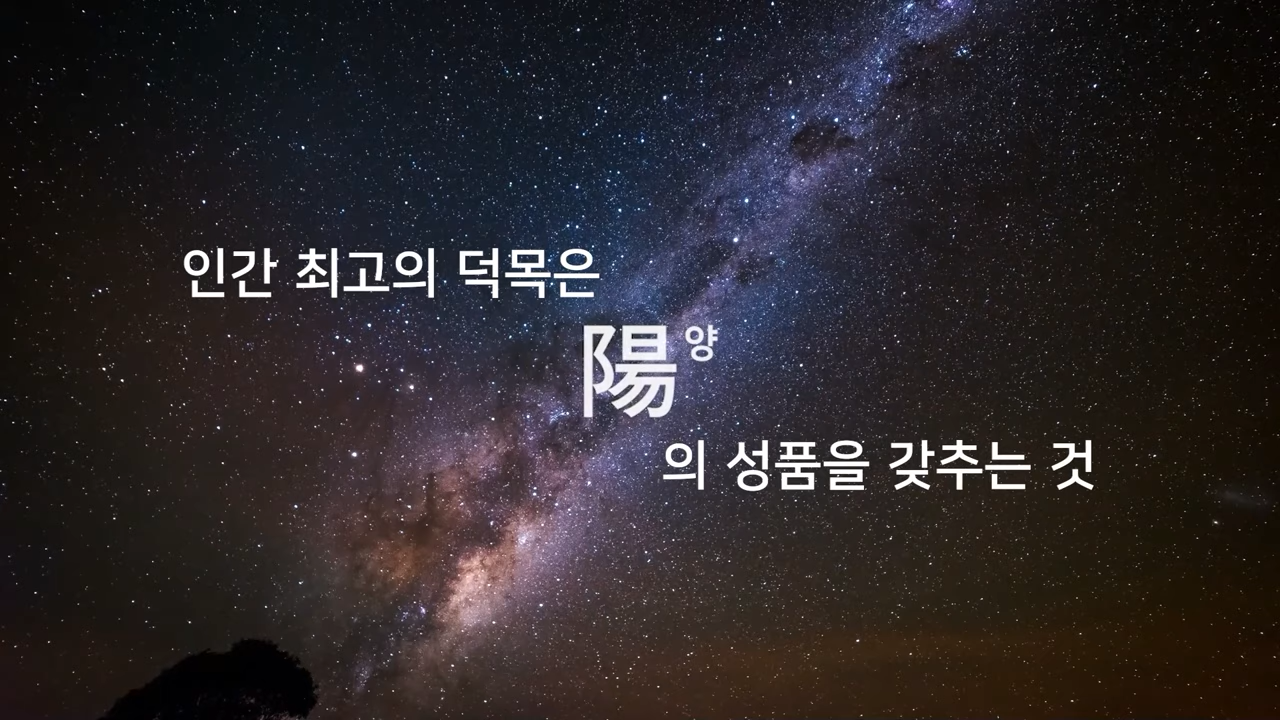 인간 최고의 덕목은
陽양
의 성품을 갖추는 것